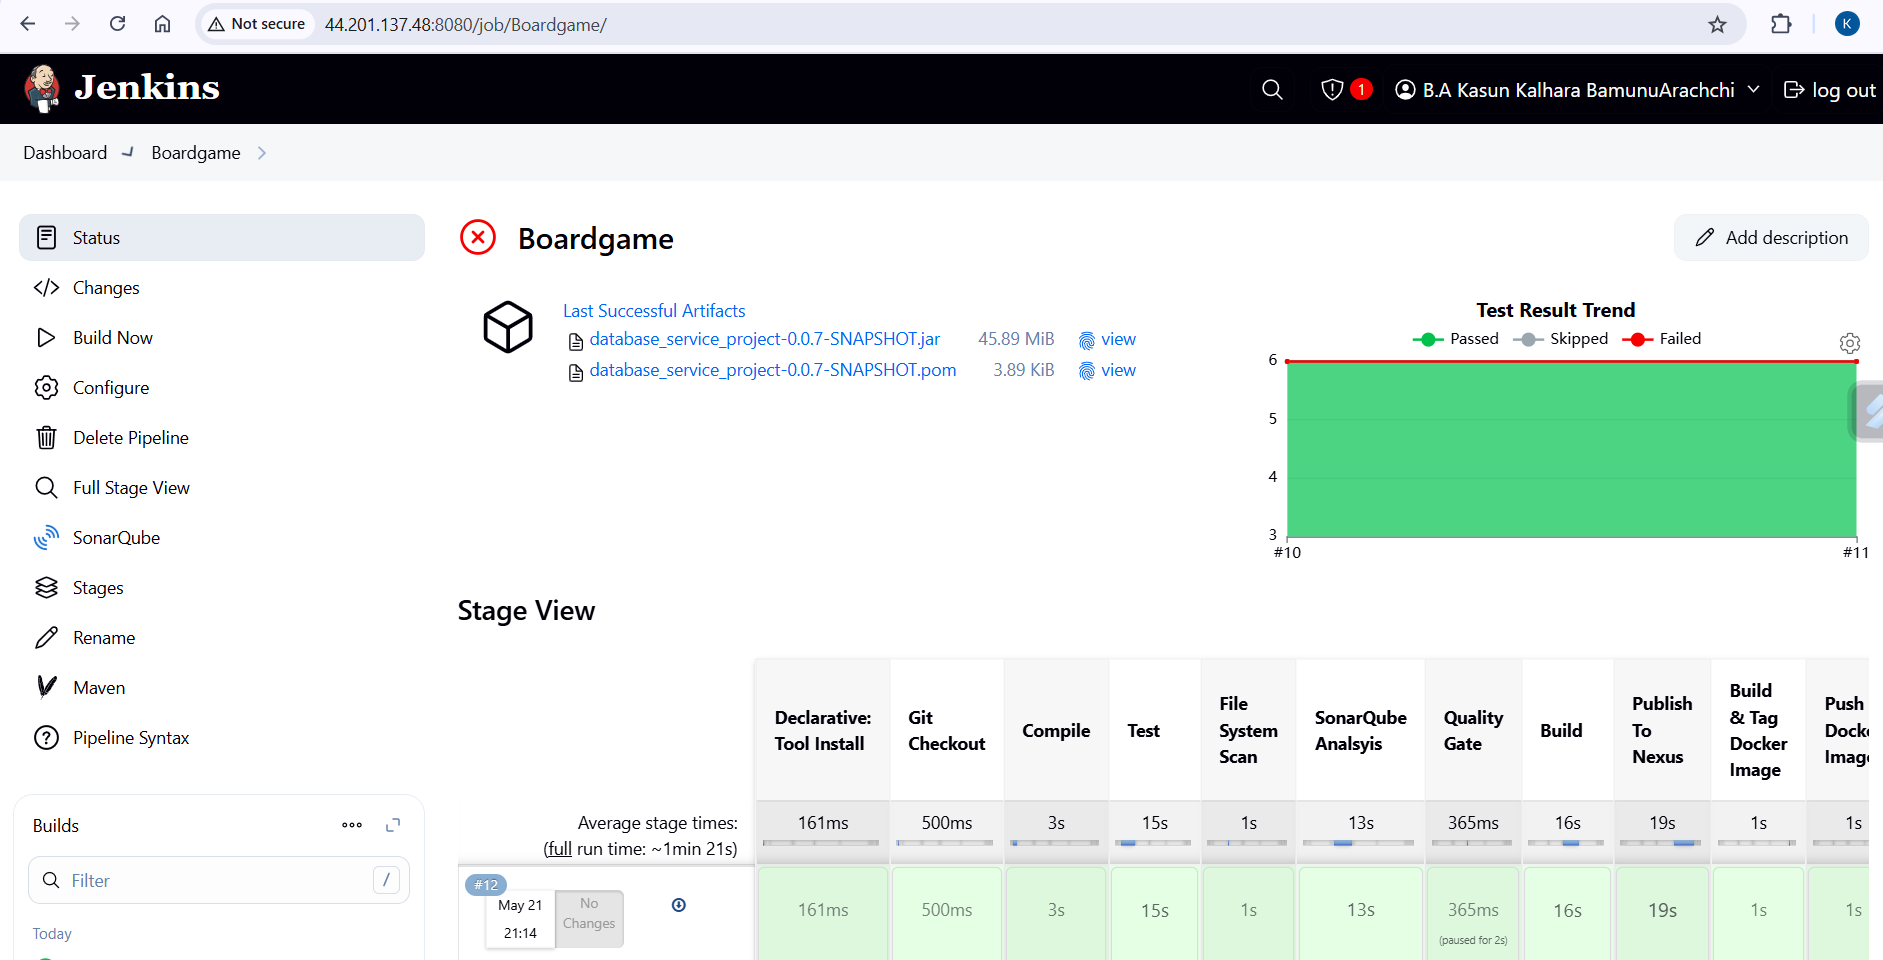 Not secure
44.201.137.48:8080/job/Boardgame/
K
Jenkins
1
B.A Kasun Kalhara BamunuArachchi
log out
Dashboard
Boardgame
Status
Changes
Build Now
Configure
Delete Pipeline
Full Stage View
SonarQube
Stages
Rename
Maven
Pipeline Syntax
Builds
Filter
/
Today
Boardgame
Add description
Last Successful Artifacts
database_service_project-0.0.7-SNAPSHOT.jar 45.89 MiB view
database_service_project-0.0.7-SNAPSHOT.pom 3.89 KiB view
Test Result Trend
Passed Skipped Failed
6
5
4
3
#10 #11
Stage View
Declarative:
Tool Install
Git
Checkout
Compile
Test
File
System
Scan
SonarQube
Analsyis
Quality
Gate
Build
Publish
To
Nexus
Build
& Tag
Docker
Image
Push
Average stage times:
(full run time: ~1min 21s)
161ms 500ms 3s 15s 1s 13s 365ms 16s 19s 1s 1s
#12
May 21
21:14
No
Changes
161ms 500ms 3s 15s 1s 13s 365ms 16s 19s 1s 1s
(paused for 2s)